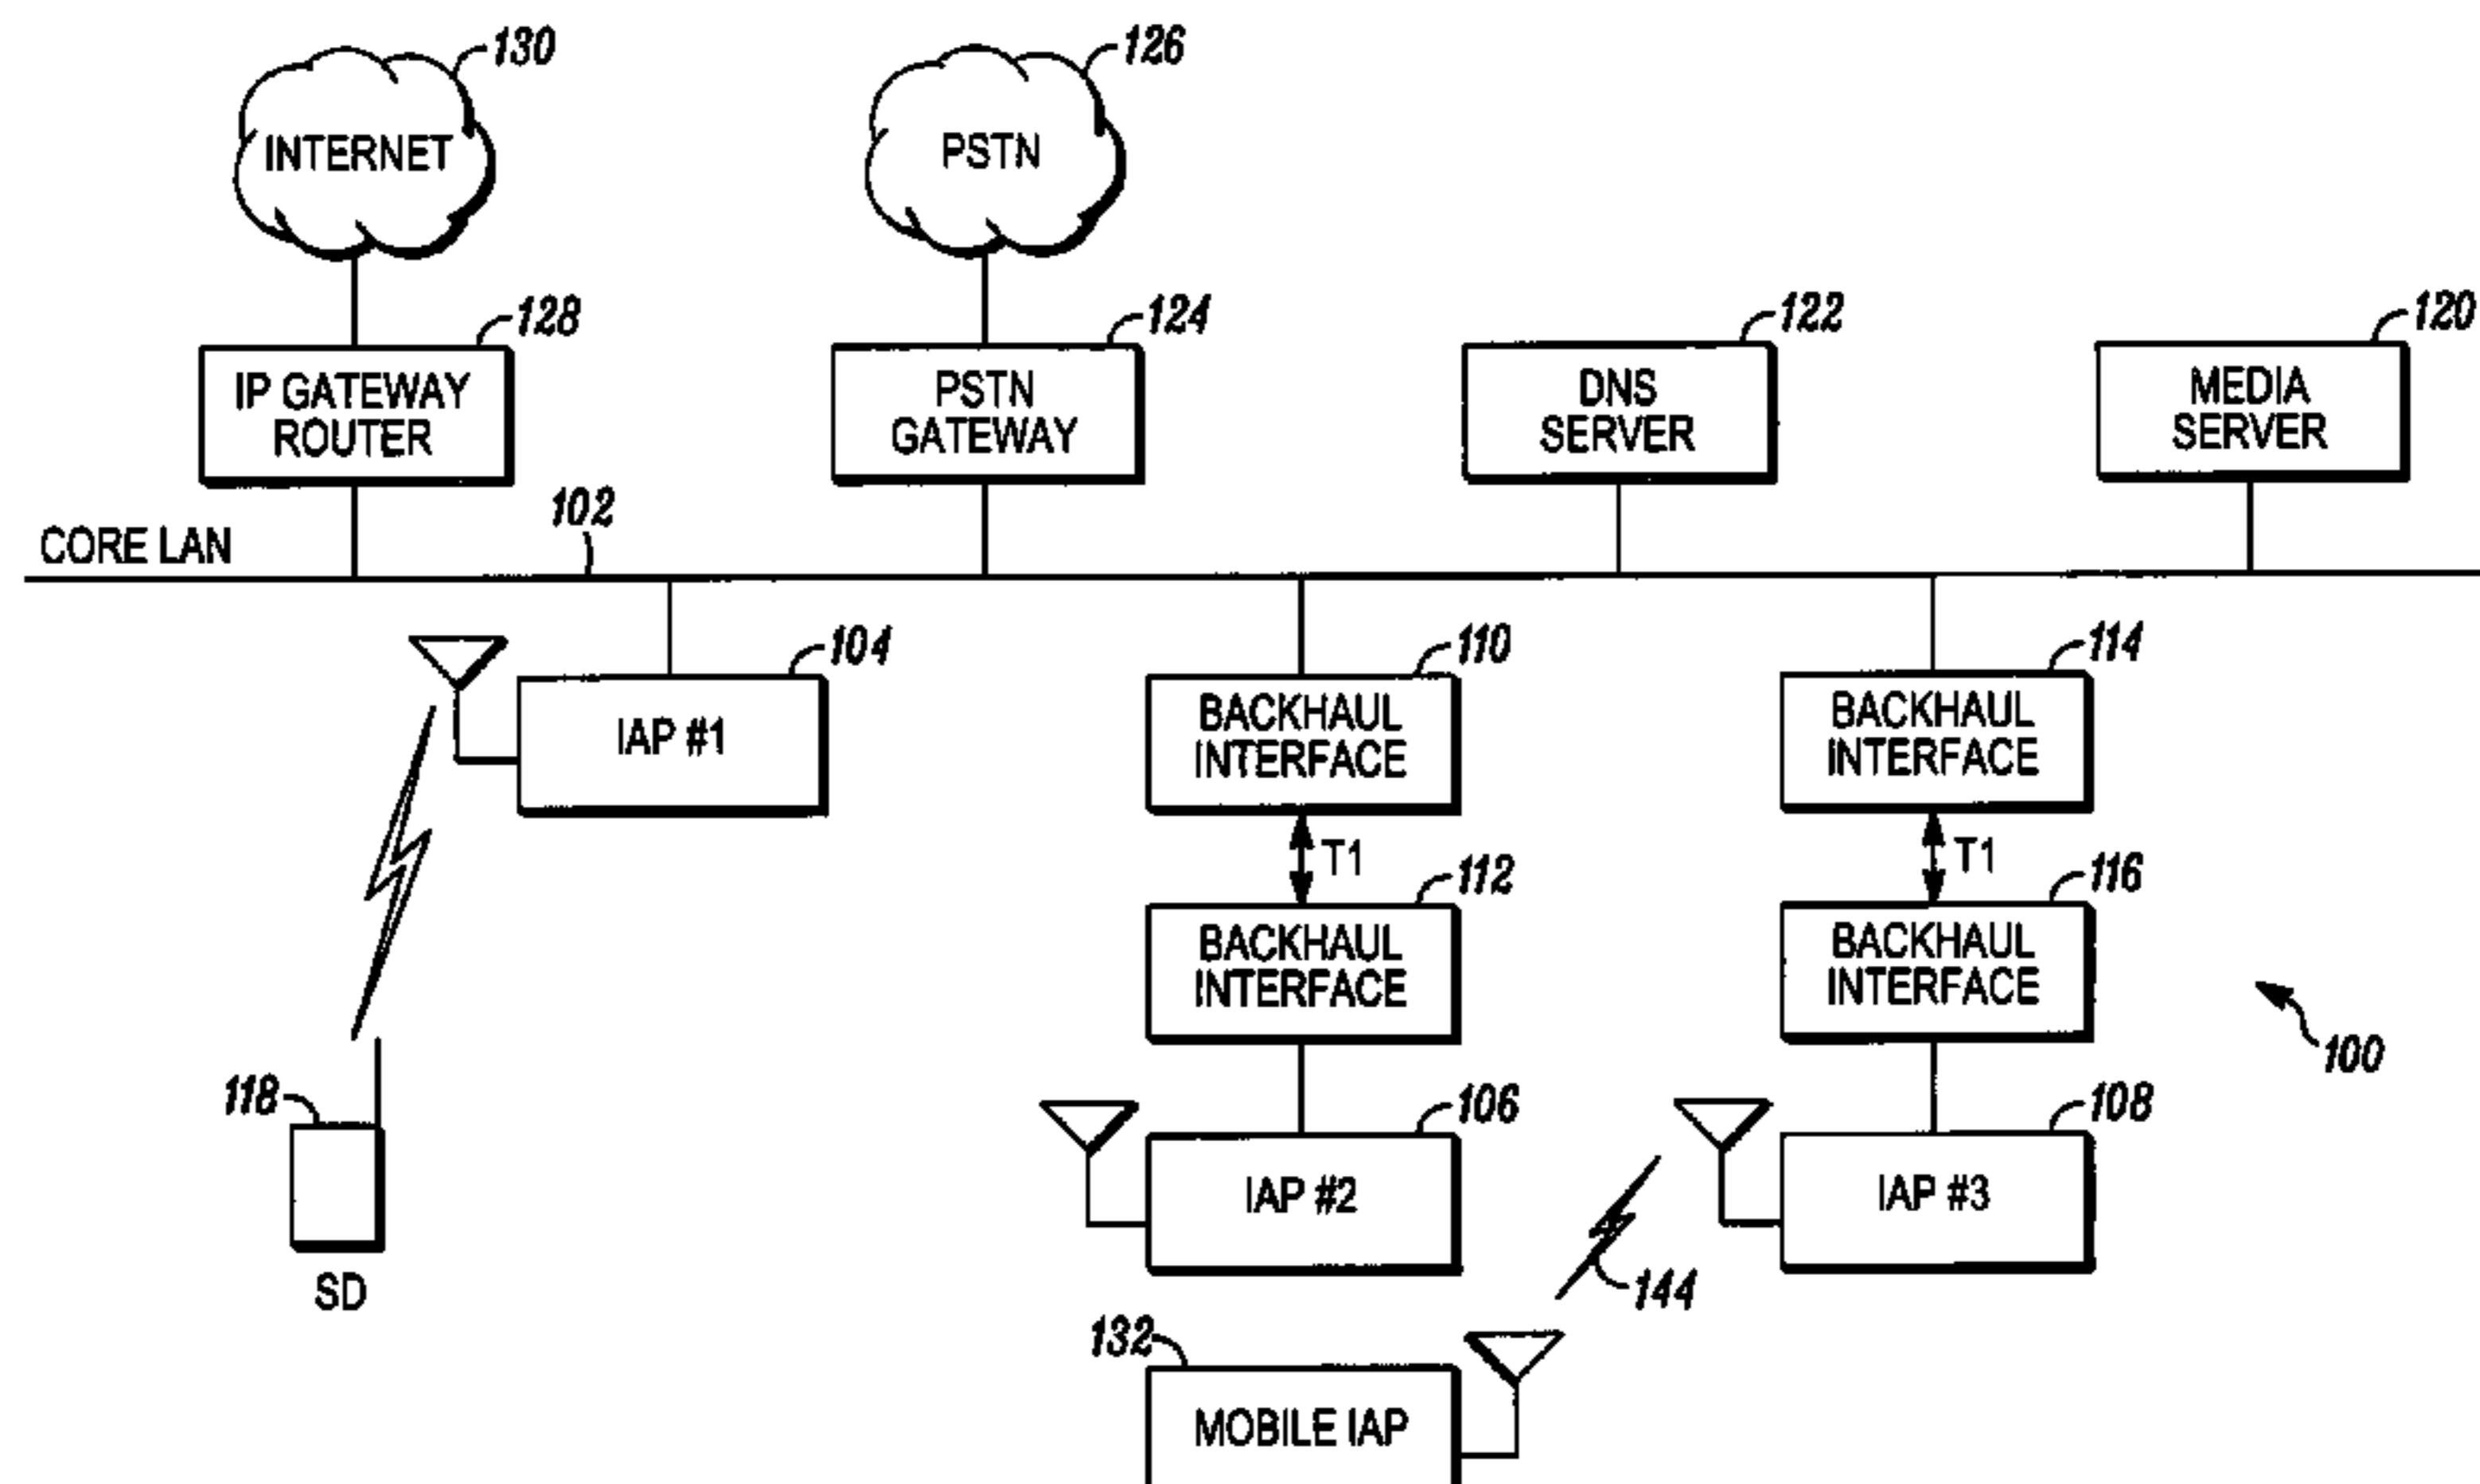 130
126
INTERNET
PSTN
128
124
122
120
IP GATEWAY
ROUTER
PSTN
GATEWAY
DNS
SERVER
MEDIA
SERVER
CORE LAN
102
104
110
114
IAP #1
BACKHAUL
INTERFACE
BACKHAUL
INTERFACE
T1
T1
112
116
BACKHAUL
INTERFACE
BACKHAUL
INTERFACE
100
118
106
108
IAP #2
IAP #3
SD
144
132
MOBILE IAP